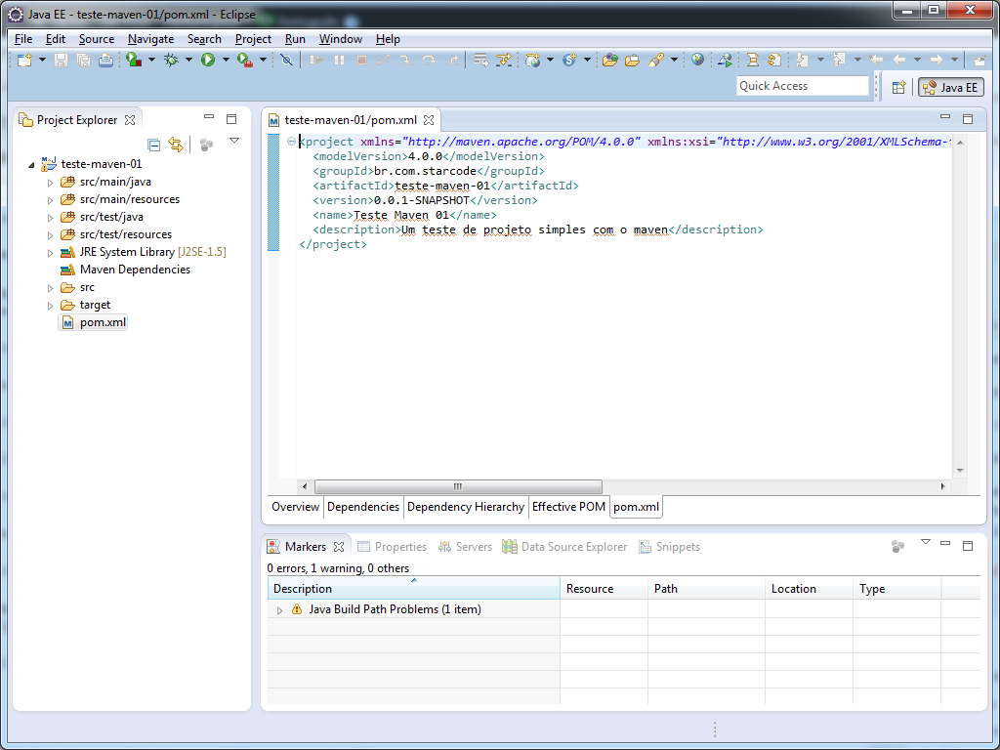 Java EE - teste-maven-01/pom.xml - Eclipse
File Edit Source Navigate Search Project Run Window Help
Quick Access
Java EE
Project Explorer
teste-maven-01
src/main/java
src/main/resources
src/test/java
src/test/resources
JRE System Library [J2SE-1.5]
Maven Dependencies
src
target
pom.xml
teste-maven-01/pom.xml
<project xmlns="http://maven.apache.org/POM/4.0.0" xmlns:xsi="http://www.w3.org/2001/XMLSchema-
<modelVersion>4.0.0</modelVersion>
<groupId>br.com.starcode</groupId>
<artifactId>teste-maven-01</artifactId>
<version>0.0.1-SNAPSHOT</version>
<name>Teste Maven 01</name>
<description>Um teste de projeto simples com o maven</description>
</project>
Overview Dependencies Dependency Hierarchy Effective POM pom.xml
Markers Properties Servers Data Source Explorer Snippets
0 errors, 1 warning, 0 others
Description Resource Path Location Type
Java Build Path Problems (1 item)